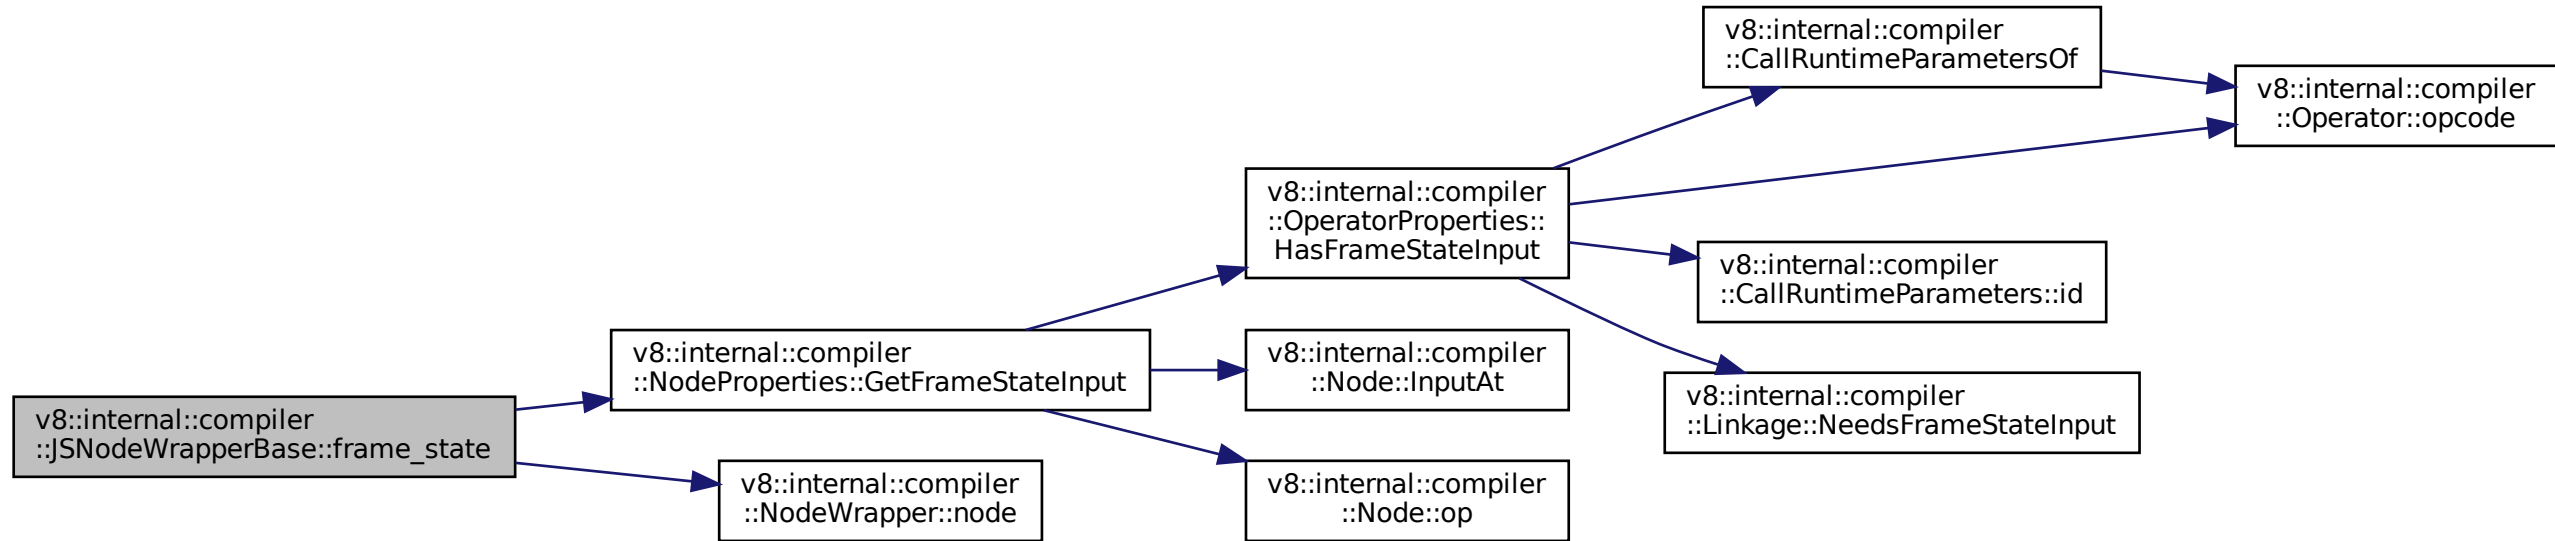 v8::internal::compiler
::JSNodeWrapperBase::frame_state
v8::internal::compiler
::NodeProperties::GetFrameStateInput
v8::internal::compiler
::NodeWrapper::node
v8::internal::compiler
::OperatorProperties::
HasFrameStateInput
v8::internal::compiler
::Node::InputAt
v8::internal::compiler
::Node::op
v8::internal::compiler
::CallRuntimeParametersOf
v8::internal::compiler
::Operator::opcode
v8::internal::compiler
::CallRuntimeParameters::id
v8::internal::compiler
::Linkage::NeedsFrameStateInput